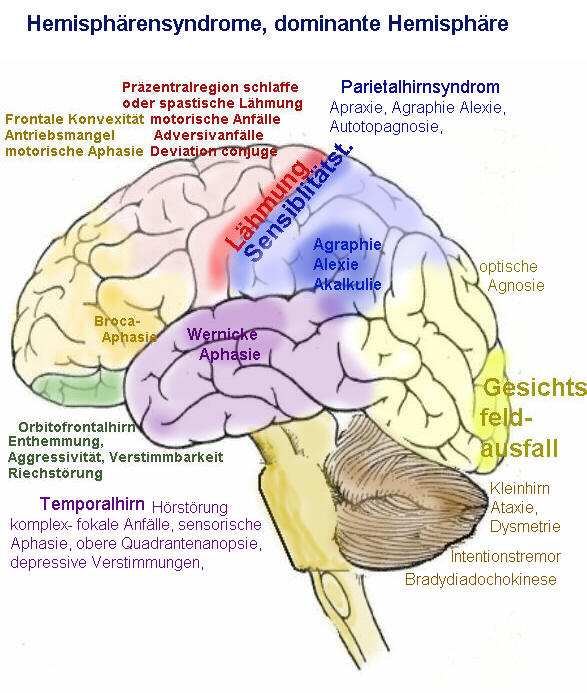 Hemisphärensyndrome, dominante Hemisphäre
Präzentralregion schlaffe
oder spastische Lähmung
motorische Anfälle
Adversivanfälle
Deviation conjuge
Frontale Konvexität
Antriebsmangel
motorische Aphasie
Parietalhirnsyndrom
Apraxie, Agraphie Alexie,
Autotopagnosie,
Lähmung
Sensiblitätst.
Agraphie
Alexie
Akalkulie
optische
Agnosie
Broca-
Aphasie
Wernicke
Aphasie
Gesichts
feld-
ausfall
Orbitofrontalhirn
Enthemmung,
Aggressivität, Verstimmbarkeit
Riechstörung
Temporalhirn Hörstörung
komplex- fokale Anfälle, sensorische
Aphasie, obere Quadrantenanopsie,
depressive Verstimmungen,
Kleinhirn
Ataxie,
Dysmetrie
Intentionstremor
Bradydiadochokinese